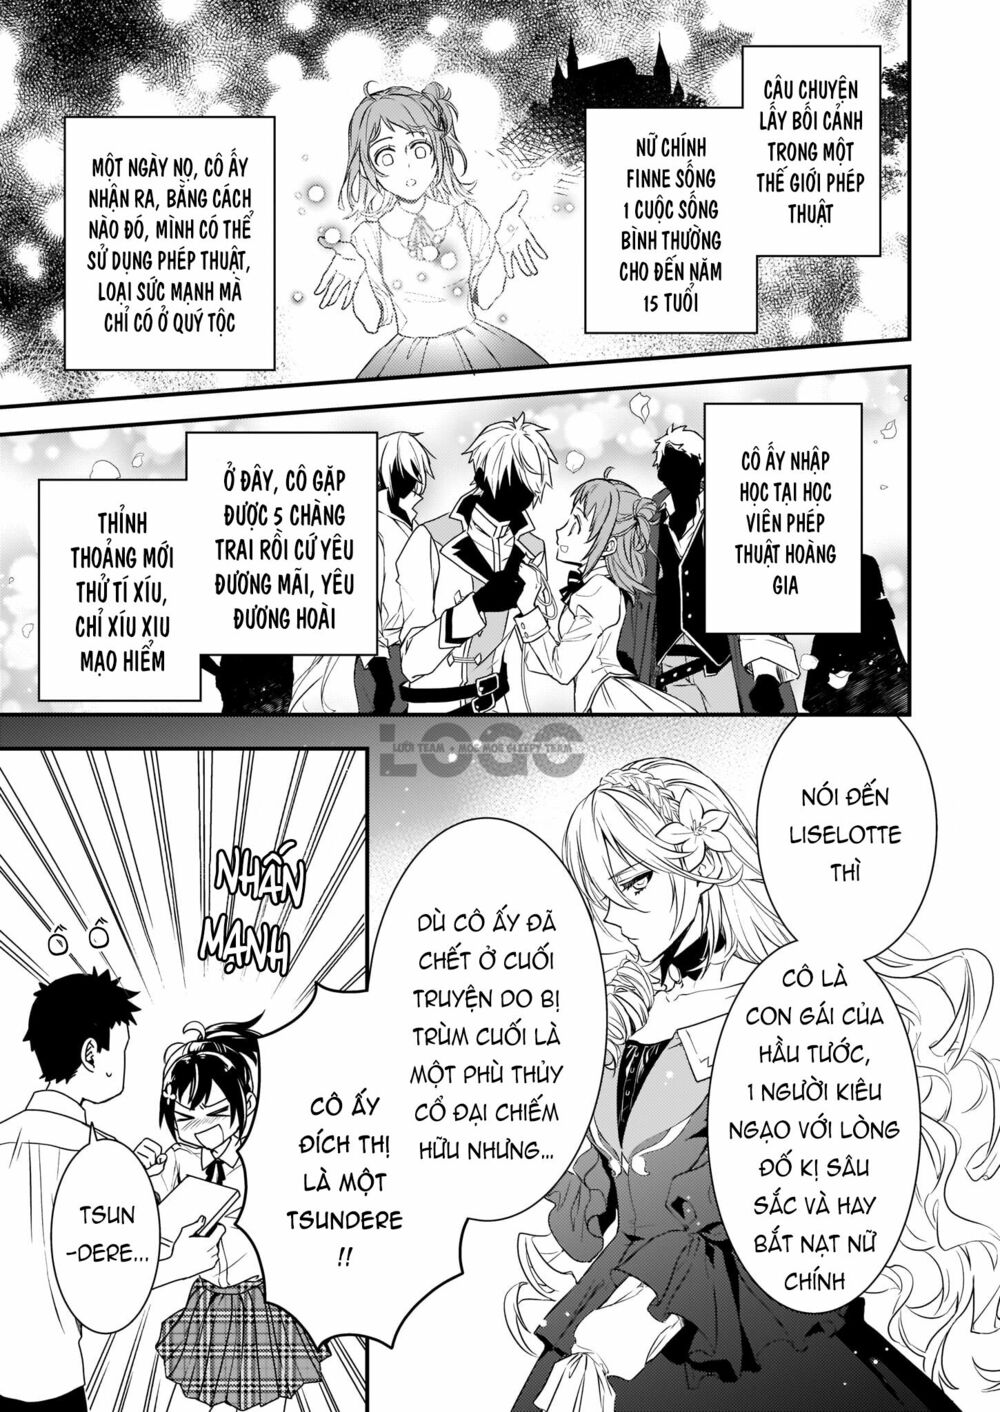 CÂU CHUYỆN
LẤY BỐI CẢNH
TRONG MỘT
THẾ GIỚI PHÉP
THUẬT
NỮ CHÍNH
FINNE SỐNG
1 CUỘC SỐNG
BÌNH THƯỜNG
CHO ĐẾN NĂM
15 TUỔI
MỘT NGÀY NỌ, CÔ ẤY
NHẬN RA, BẰNG CÁCH
NÀO ĐÓ, MÌNH CÓ THỂ
SỬ DỤNG PHÉP THUẬT,
LOẠI SỨC MẠNH MÀ
CHỈ CÓ Ở QUÝ TỘC
CÔ ẤY NHẬP
HỌC TẠI HỌC
VIÊN PHÉP
THUẬT HOÀNG
GIA
Ở ĐÂY, CÔ GẶP
ĐƯỢC 5 CHÀNG
TRAI RỒI CỨ YÊU
ĐƯƠNG MÃI, YÊU
ĐƯƠNG HOÀI
THỈNH
THOẢNG MỚI
THỬ TÍ XÍU,
CHỈ XÍU XIU
MẠO HIỂM
LƯỜI TEAM + MOE MOE SLEEPY TEAM
LOGO
NÓI ĐẾN
LISELOTTE
THÌ
CÔ LÀ
CON GÁI CỦA
HẦU TƯỚC,
1 NGƯỜI KIÊU
NGẠO VỚI LÒNG
ĐỐ KỊ SÂU
SẮC VÀ HAY
BẮT NẠT NỮ
CHÍNH
DÙ CÔ ẤY ĐÃ
CHẾT Ở CUỐI
TRUYỆN DO BỊ
TRÙM CUỐI LÀ
MỘT PHÙ THỦY
CỔ ĐẠI CHIẾM
HỮU NHƯNG...
NHẤN
MẠNH
CÔ ẤY
ĐÍCH THỊ
LÀ MỘT
TSUNDERE
!!
Ồ Ồ
TSUN
-DERE...